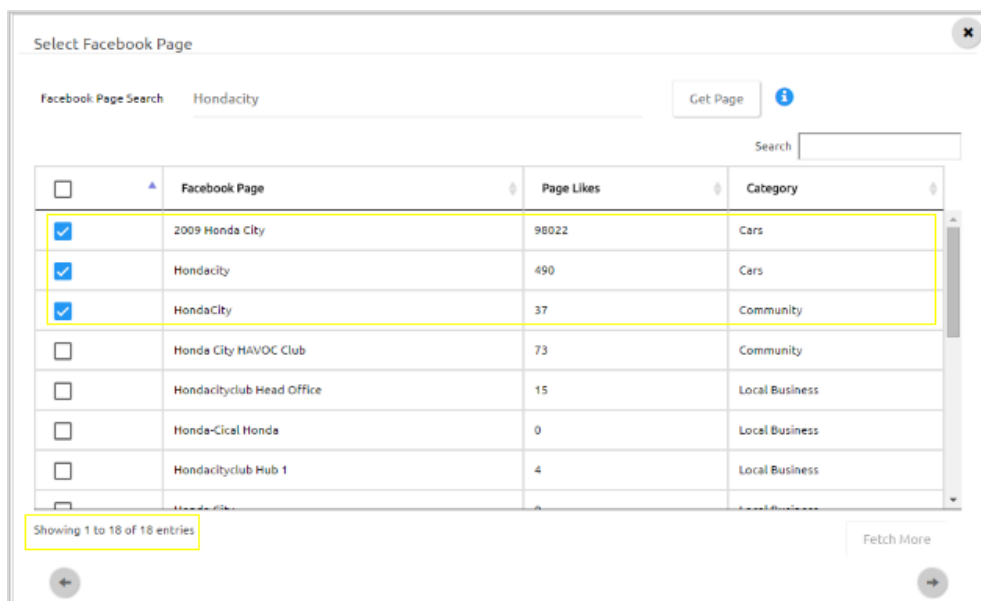 Select Facebook Page
Facebook Page Search Hondacity Get Page
Search
Facebook Page Page Likes Category
2009 Honda City 98022 Cars
Hondacity 490 Cars
HondaCity 37 Community
Honda City HAVOC Club 73 Community
Hondacityclub Head Office 15 Local Business
Honda-Cical Honda 0 Local Business
Hondacityclub Hub 1 4 Local Business
Showing 1 to 18 of 18 entries
Fetch More